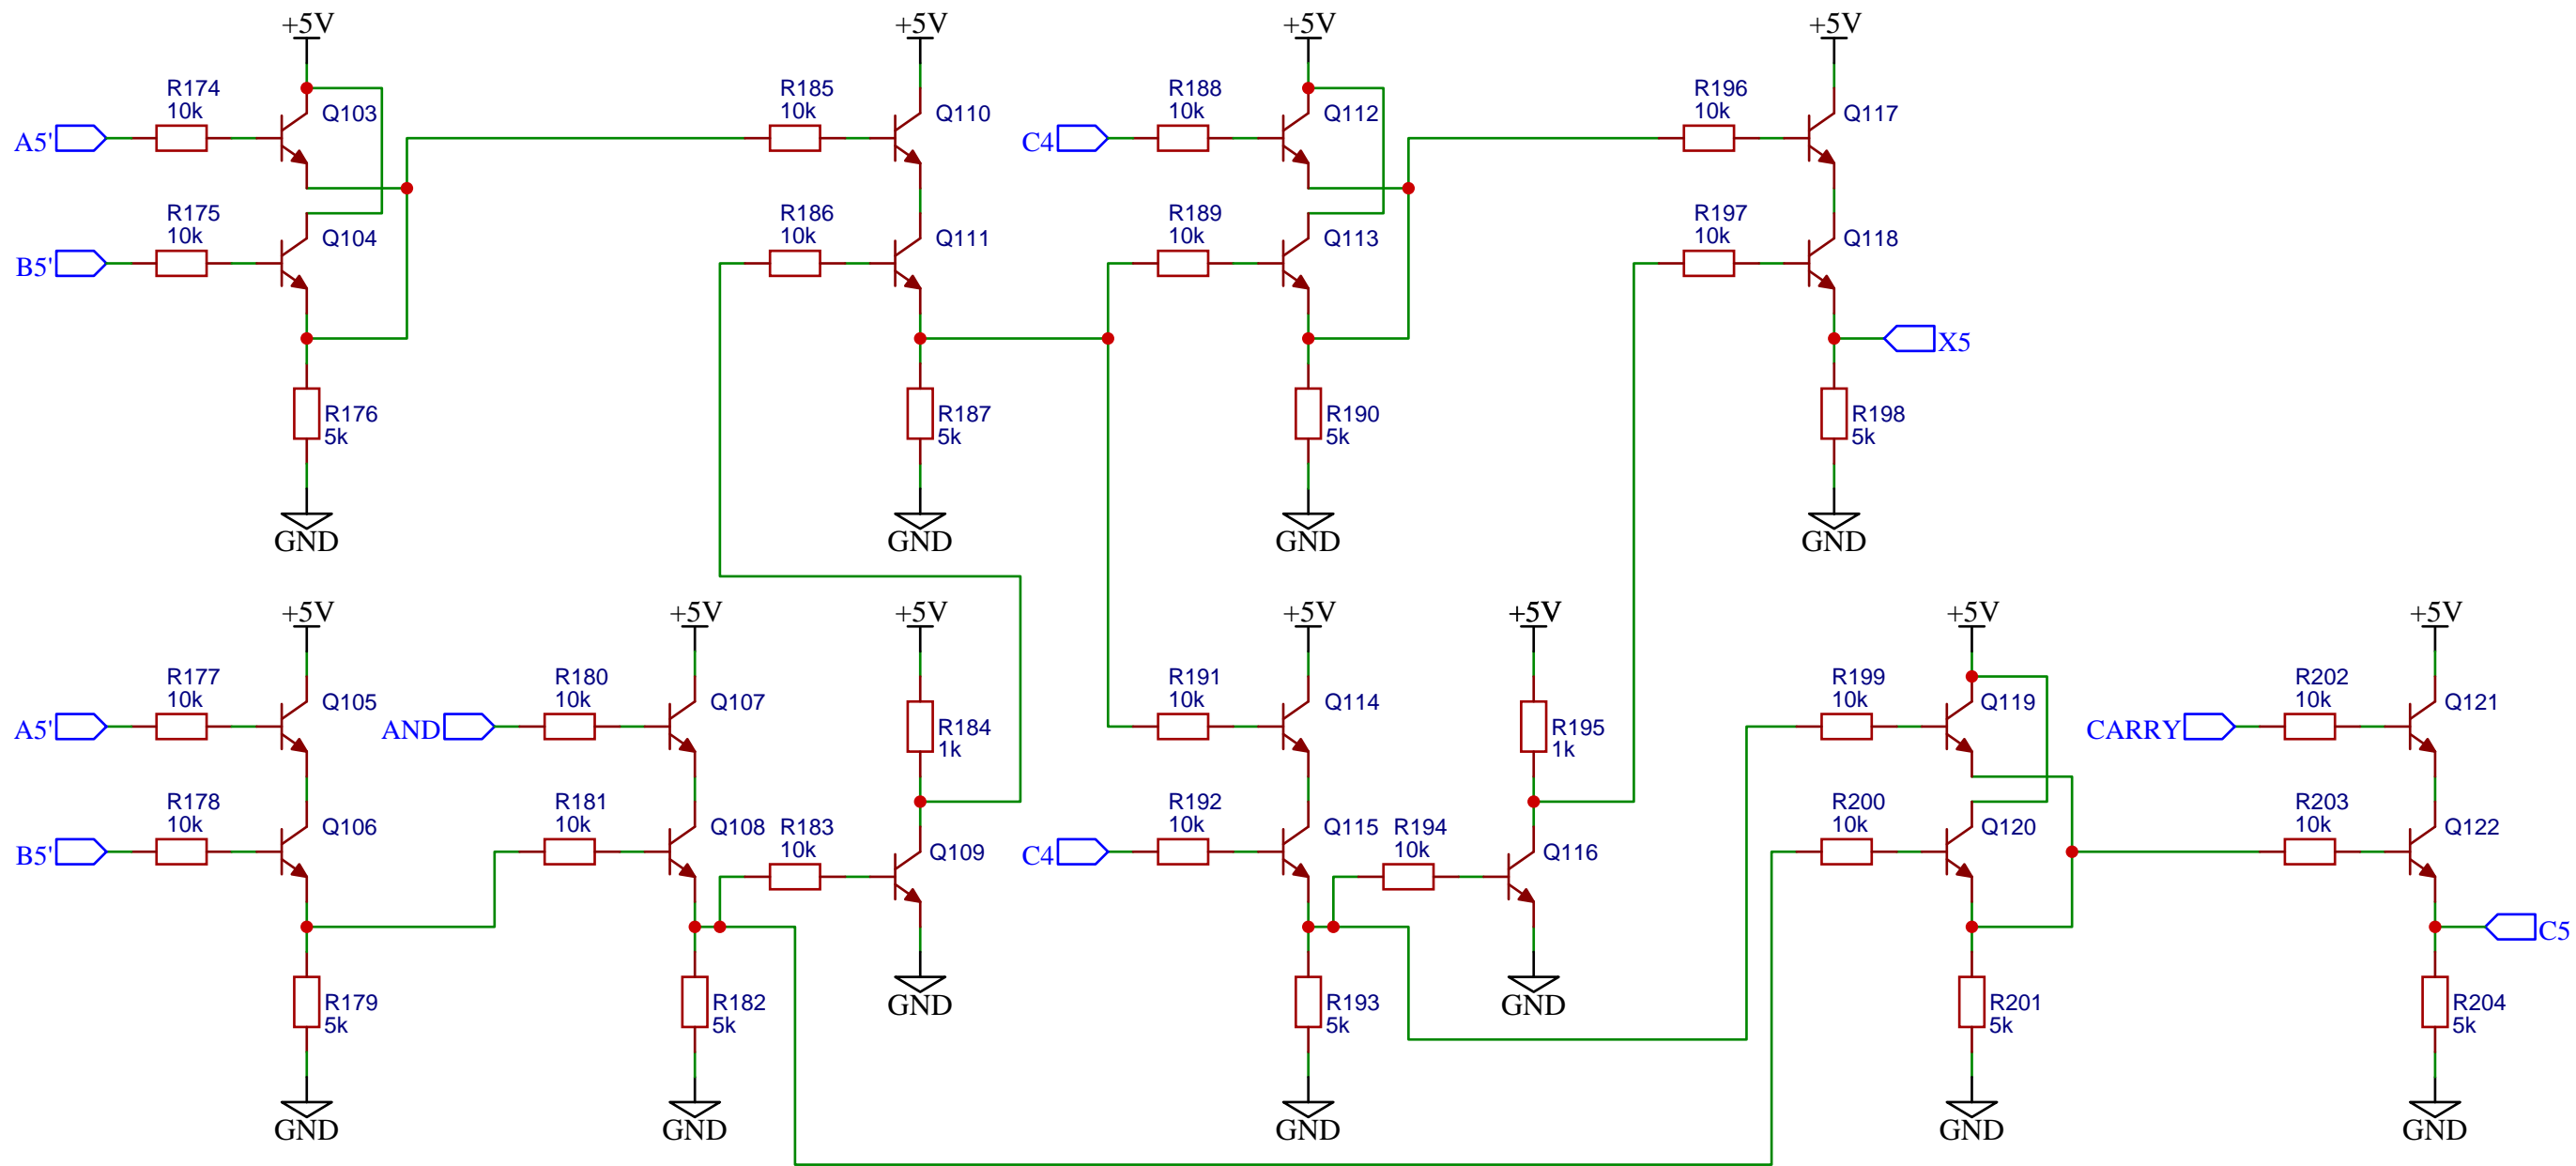 +5V
+5V
+5V
+5V
R174
10k
Q103
A5'
R185
10k
Q110
R188
10k
Q112
C4
R196
10k
Q117
R175
10k
Q104
B5'
R186
10k
Q111
R189
10k
Q113
R197
10k
Q118
X5
R176
5k
R187
5k
R190
5k
R198
5k
GND
GND
GND
GND
+5V
+5V
+5V
+5V
+5V
+5V
+5V
R177
10k
Q105
A5'
R180
10k
Q107
AND
R184
1k
R191
10k
Q114
R195
1k
R199
10k
Q119
R202
10k
Q121
CARRY
R178
10k
Q106
B5'
R181
10k
Q108
R183
10k
Q109
R192
10k
Q115
C4
R194
10k
Q116
R200
10k
Q120
R203
10k
Q122
C5
R179
5k
R182
5k
GND
R193
5k
GND
R201
5k
R204
5k
GND
GND
GND
GND
GND